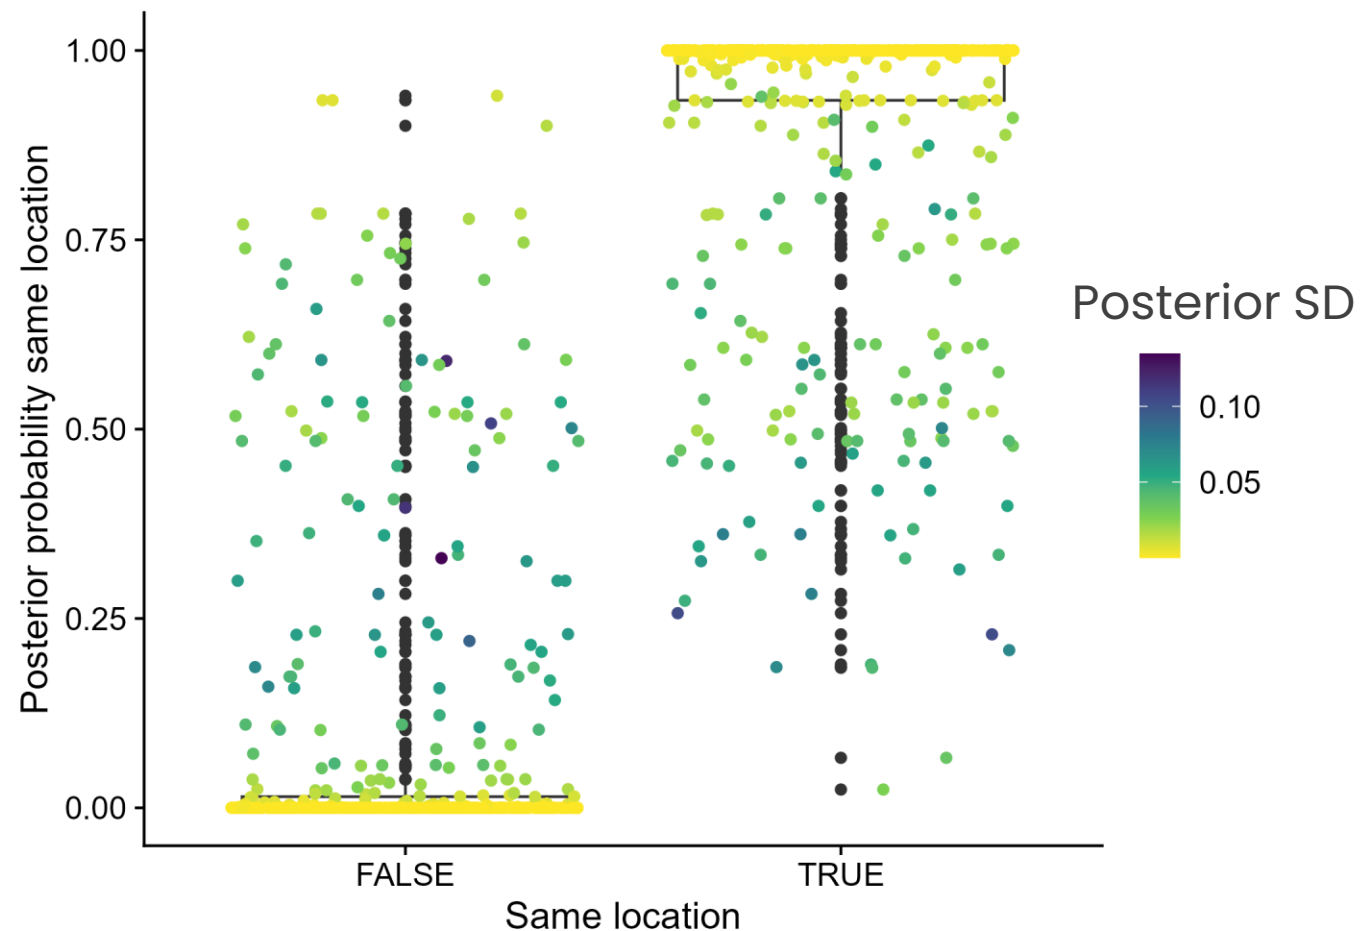 Posterior probability same location
1.00
0.75
0.50
0.25
0.00
FALSE
TRUE
Same location
Posterior SD
0.10
0.05